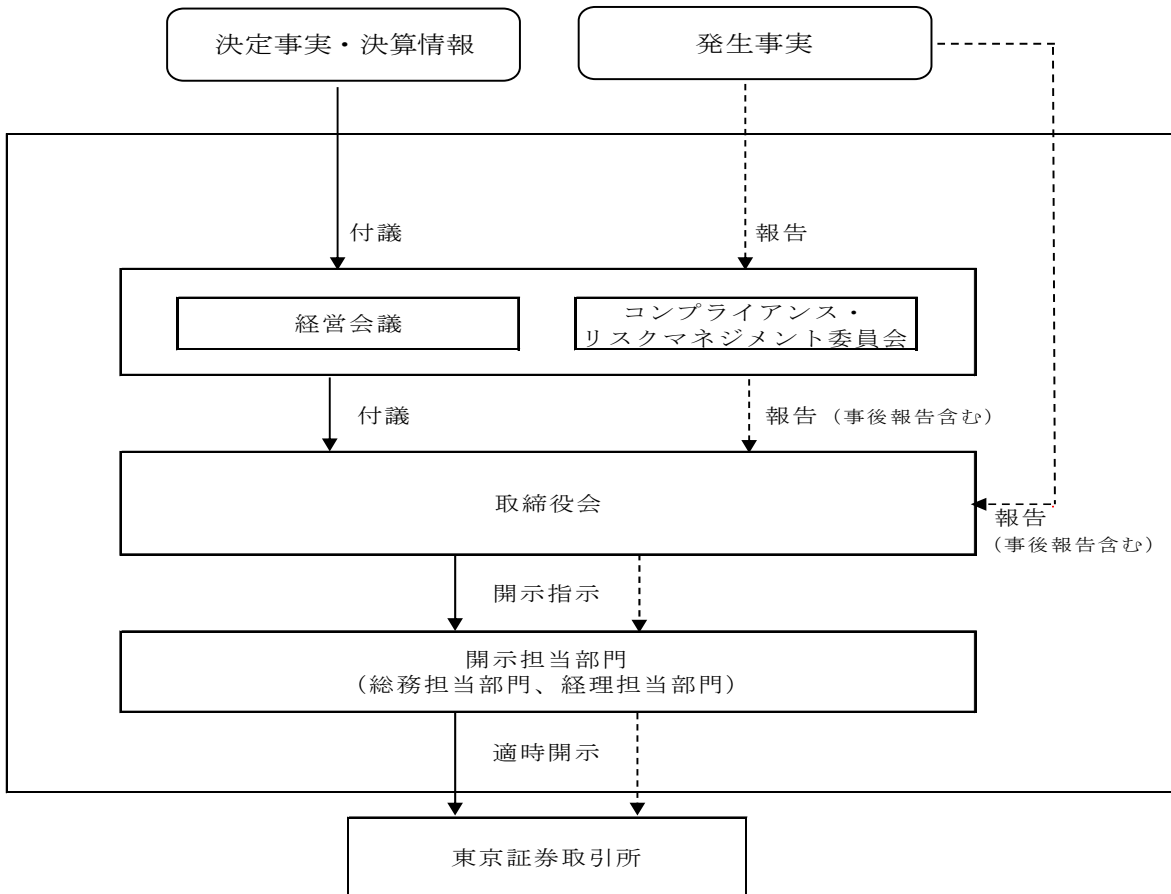 決定事実・決算情報
発生事実
付議
報告
経営会議
コンプライアンス・
リスクマネジメント委員会
付議
報告（事後報告含む）
取締役会
報告
（事後報告含む）
開示指示
開示担当部門
（総務担当部門、経理担当部門）
適時開示
東京証券取引所